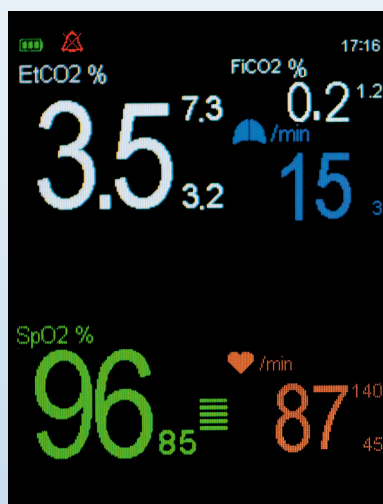 17:16
EtCO2 % FiCO2 %
3.5 7.3 3.2 0.2 1.2
/min
15 3
SpO2 %
96 85
/min
87 140 45